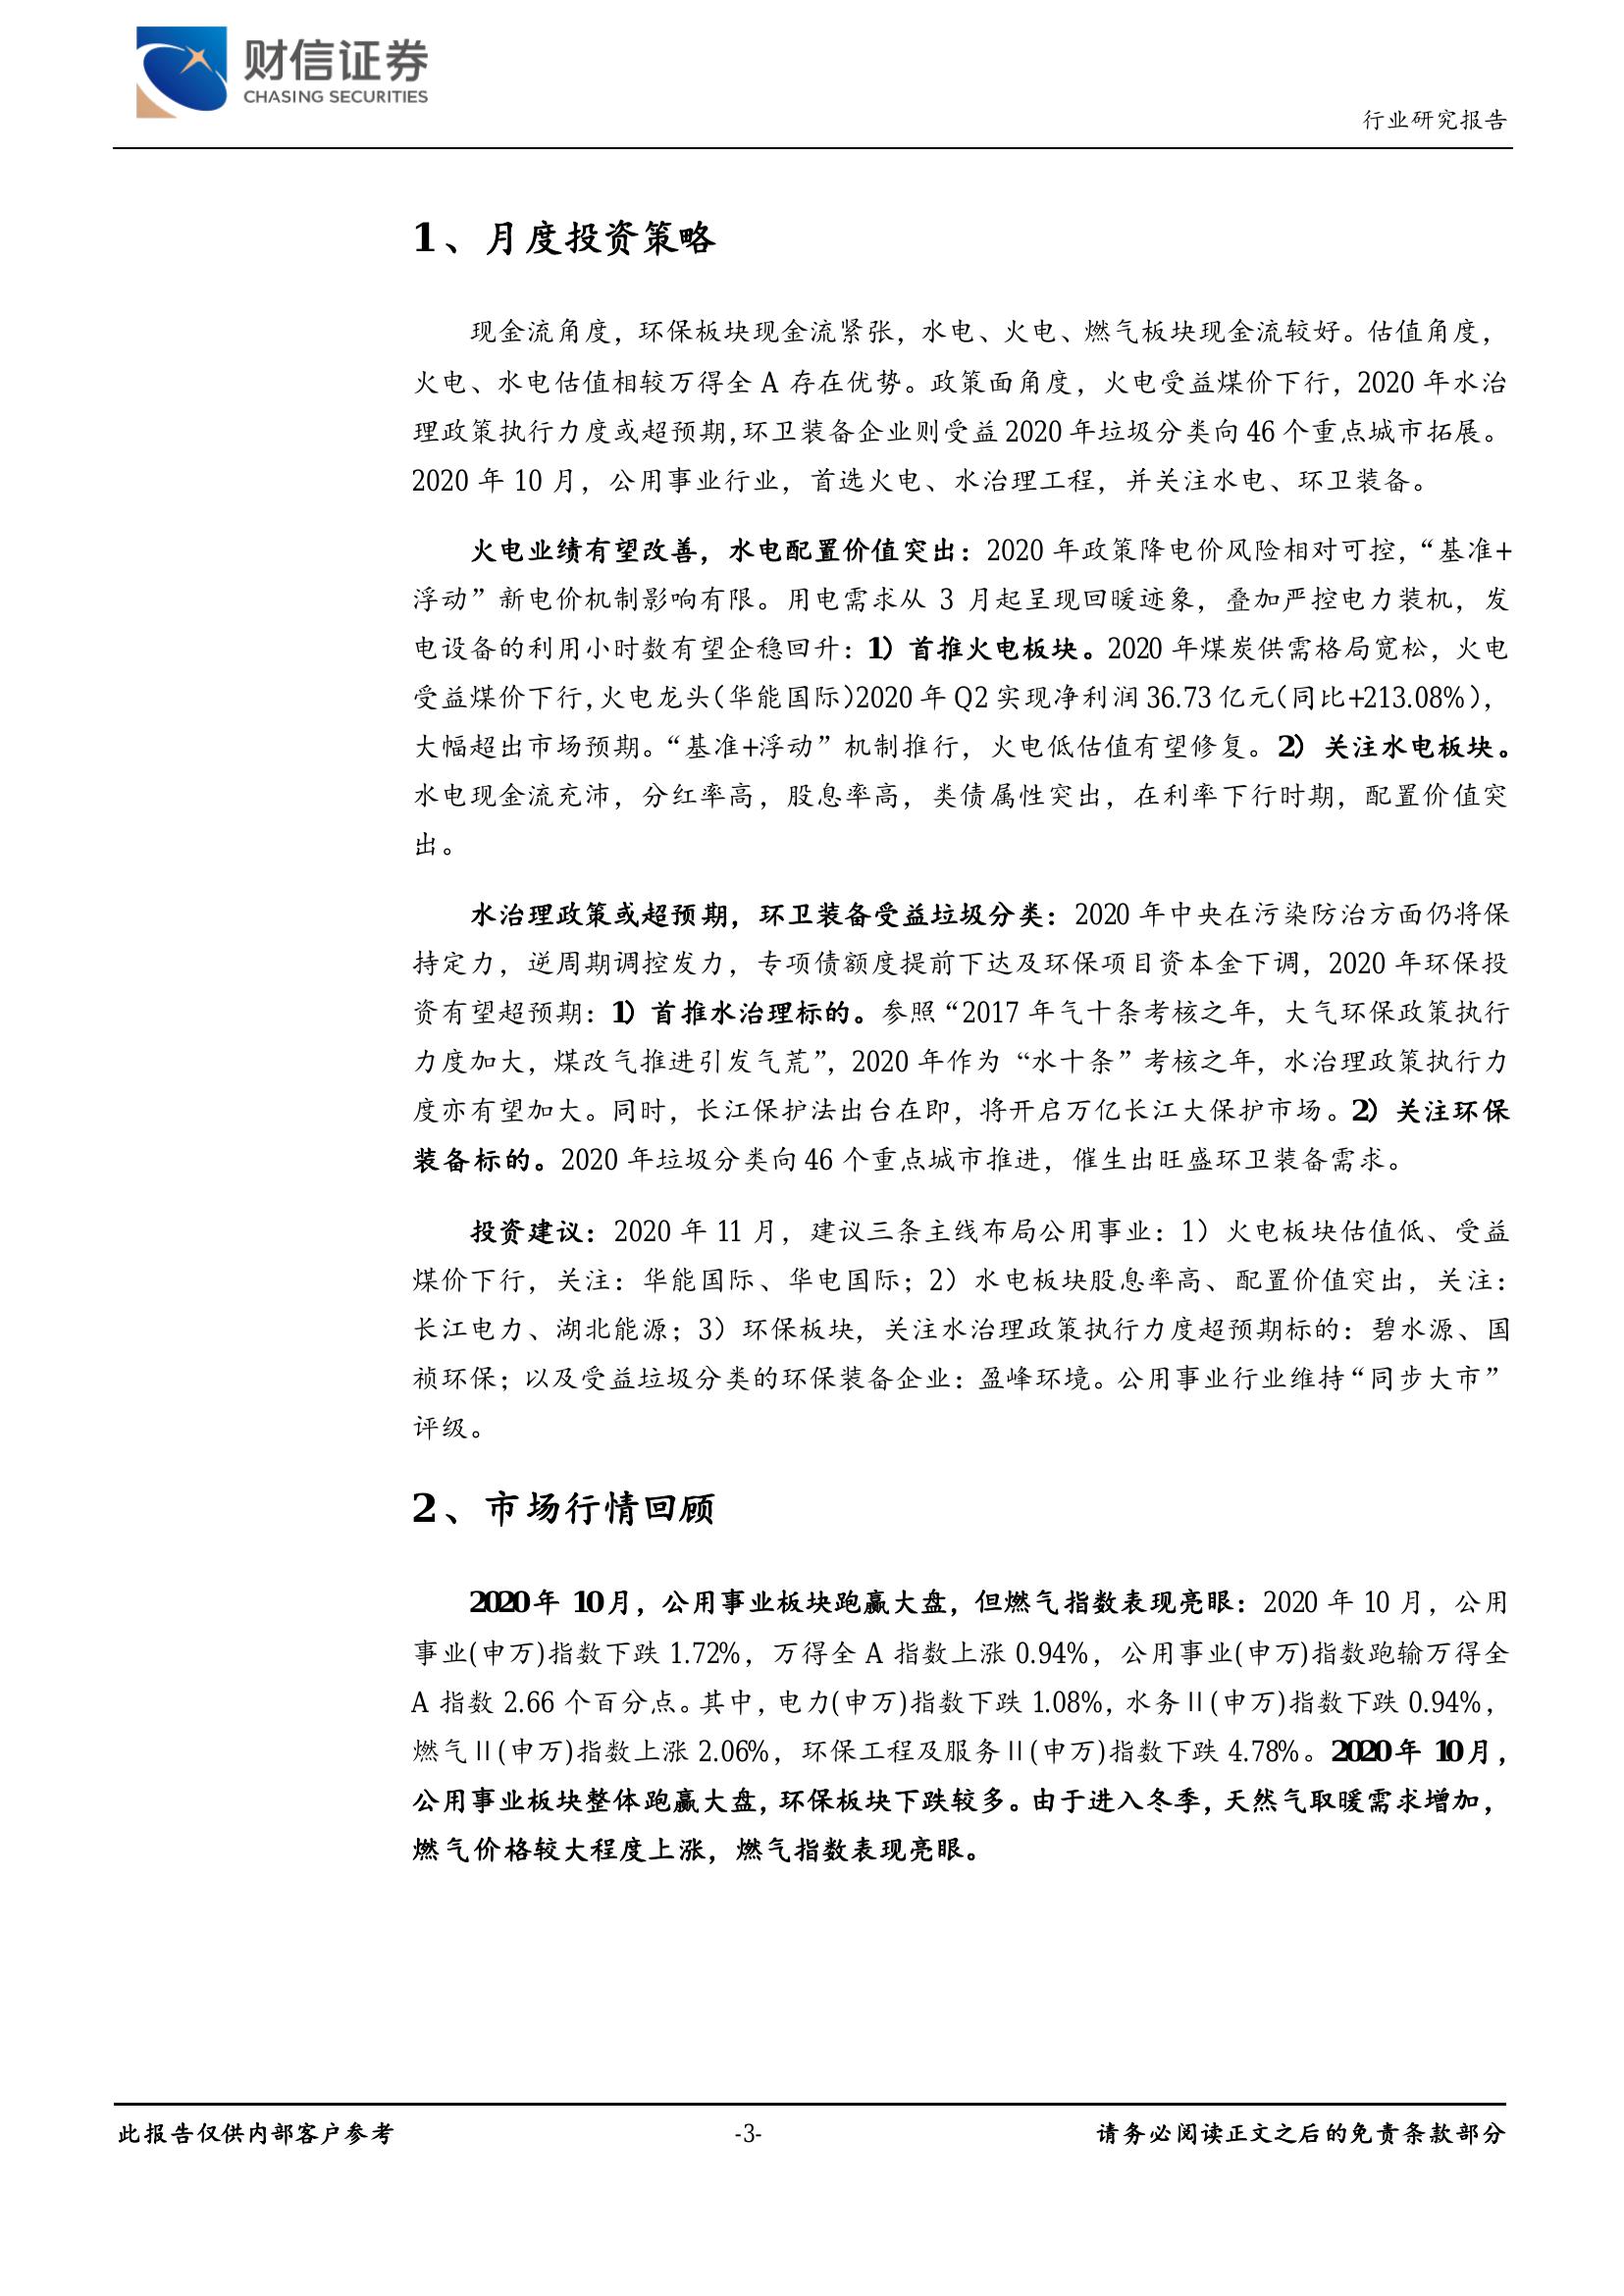 财信证券
CHASING SECURITIES
行业研究报告
1、月度投资策略
现金流角度，环保板块现金流紧张，水电、火电、燃气板块现金流较好。估值角度，
火电、水电估值相较万得全 A 存在优势。政策面角度，火电受益煤价下行，2020 年水治
理政策执行力度或超预期，环卫装备企业则受益 2020 年垃圾分类向 46 个重点城市拓展。
2020 年 10 月，公用事业行业，首选火电、水治理工程，并关注水电、环卫装备。
火电业绩有望改善，水电配置价值突出：2020 年政策降电价风险相对可控，“基准+
浮动”新电价机制影响有限。用电需求从 3 月起呈现回暖迹象，叠加严控电力装机，发
电设备的利用小时数有望企稳回升：1）首推火电板块。2020 年煤炭供需格局宽松，火电
受益煤价下行，火电龙头（华能国际）2020 年 Q2 实现净利润 36.73 亿元（同比+213.08%），
大幅超出市场预期。“基准+浮动”机制推行，火电低估值有望修复。2）关注水电板块。
水电现金流充沛，分红率高，股息率高，类债属性突出，在利率下行时期，配置价值突
出。
水治理政策或超预期，环卫装备受益垃圾分类：2020 年中央在污染防治方面仍将保
持定力，逆周期调控发力，专项债额度提前下达及环保项目资本金下调，2020 年环保投
资有望超预期：1）首推水治理标的。参照“2017 年气十条考核之年，大气环保政策执行
力度加大，煤改气推进引发气荒”，2020 年作为 “水十条”考核之年，水治理政策执行力
度亦有望加大。同时，长江保护法出台在即，将开启万亿长江大保护市场。2）关注环保
装备标的。2020 年垃圾分类向 46 个重点城市推进，催生出旺盛环卫装备需求。
投资建议：2020 年 11 月，建议三条主线布局公用事业：1）火电板块估值低、受益
煤价下行，关注：华能国际、华电国际；2）水电板块股息率高、配置价值突出，关注：
长江电力、湖北能源；3）环保板块，关注水治理政策执行力度超预期标的：碧水源、国
祯环保；以及受益垃圾分类的环保装备企业：盈峰环境。公用事业行业维持“同步大市”
评级。
2、市场行情回顾
2020 年 10 月，公用事业板块跑赢大盘，但燃气指数表现亮眼：2020 年 10 月，公用
事业(申万)指数下跌 1.72%，万得全 A 指数上涨 0.94%，公用事业(申万)指数跑输万得全
A 指数 2.66 个百分点。其中，电力(申万)指数下跌 1.08%，水务Ⅱ(申万)指数下跌 0.94%，
燃气Ⅱ(申万)指数上涨 2.06%，环保工程及服务Ⅱ(申万)指数下跌 4.78%。2020 年 10 月，
公用事业板块整体跑赢大盘，环保板块下跌较多。由于进入冬季，天然气取暖需求增加，
燃气价格较大程度上涨，燃气指数表现亮眼。
此报告仅供内部客户参考
-3-
请务必阅读正文之后的免责条款部分